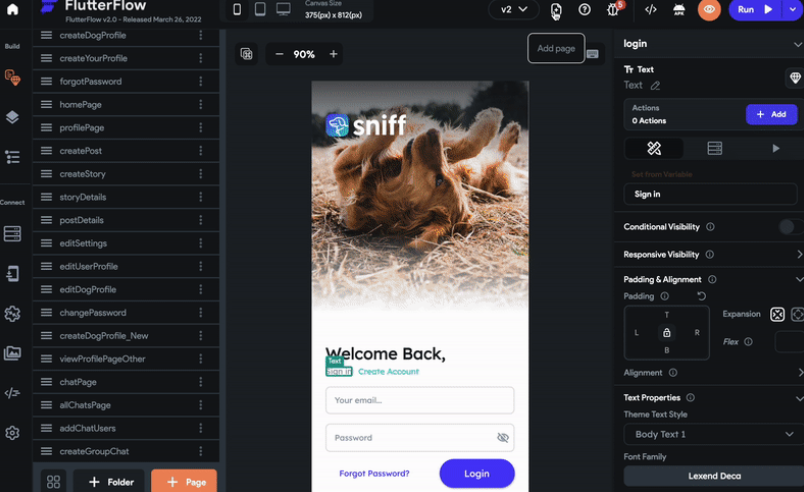 FlutterFlow
FlutterFlow v2.0 - Released March 26, 2022
Build
Connect
createDogProfile
createYourProfile
forgotPassword
homePage
profilePage
createPost
createStory
storyDetails
postDetails
editSettings
editUserProfile
editDogProfile
changePassword
createDogProfile_New
viewProfilePageOther
chatPage
allChatsPage
addChatUsers
createGroupChat
+ Folder
+ Page
Canvas Size
375(px) x 812(px)
v2
5
Run
90%
Add page
sniff
Welcome Back,
Text
Sign in
Create Account
Your email...
Password
Forgot Password?
Login
login
Tt Text
Text
Actions
0 Actions
+ Add
Set from Variable
Sign in
Conditional Visibility
Responsive Visibility
Padding & Alignment
Padding
Expansion
T
L
R
B
Flex
Alignment
Text Properties
Theme Text Style
Body Text 1
Font Family
Lexend Deca